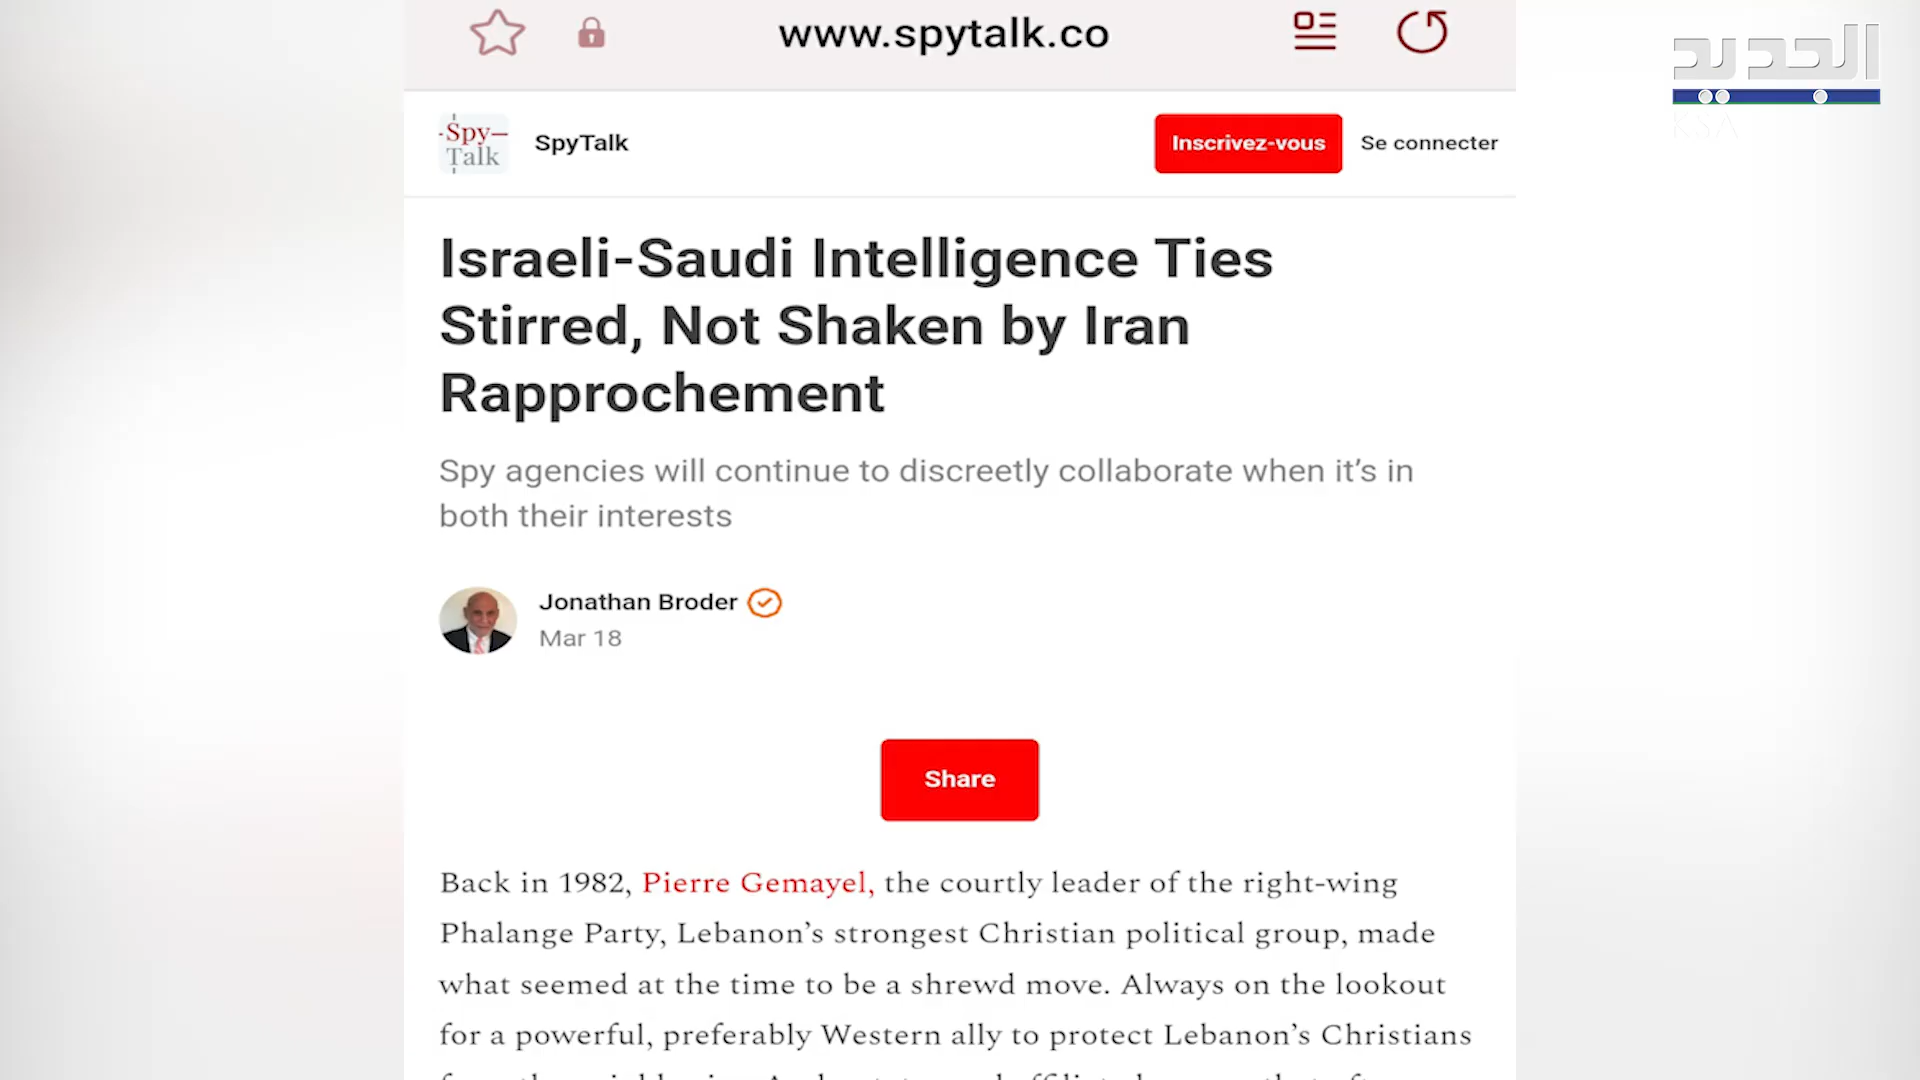 www.spytalk.co
الجديد
KSA
Spy
Talk
SpyTalk
Inscrivez-vous
Se connecter
Israeli-Saudi Intelligence Ties
Stirred, Not Shaken by Iran
Rapprochement
Spy agencies will continue to discreetly collaborate when it’s in
both their interests
Jonathan Broder
Mar 18
Share
Back in 1982, Pierre Gemayel, the courtly leader of the right-wing
Phalange Party, Lebanon’s strongest Christian political group, made
what seemed at the time to be a shrewd move. Always on the lookout
for a powerful, preferably Western ally to protect Lebanon’s Christians